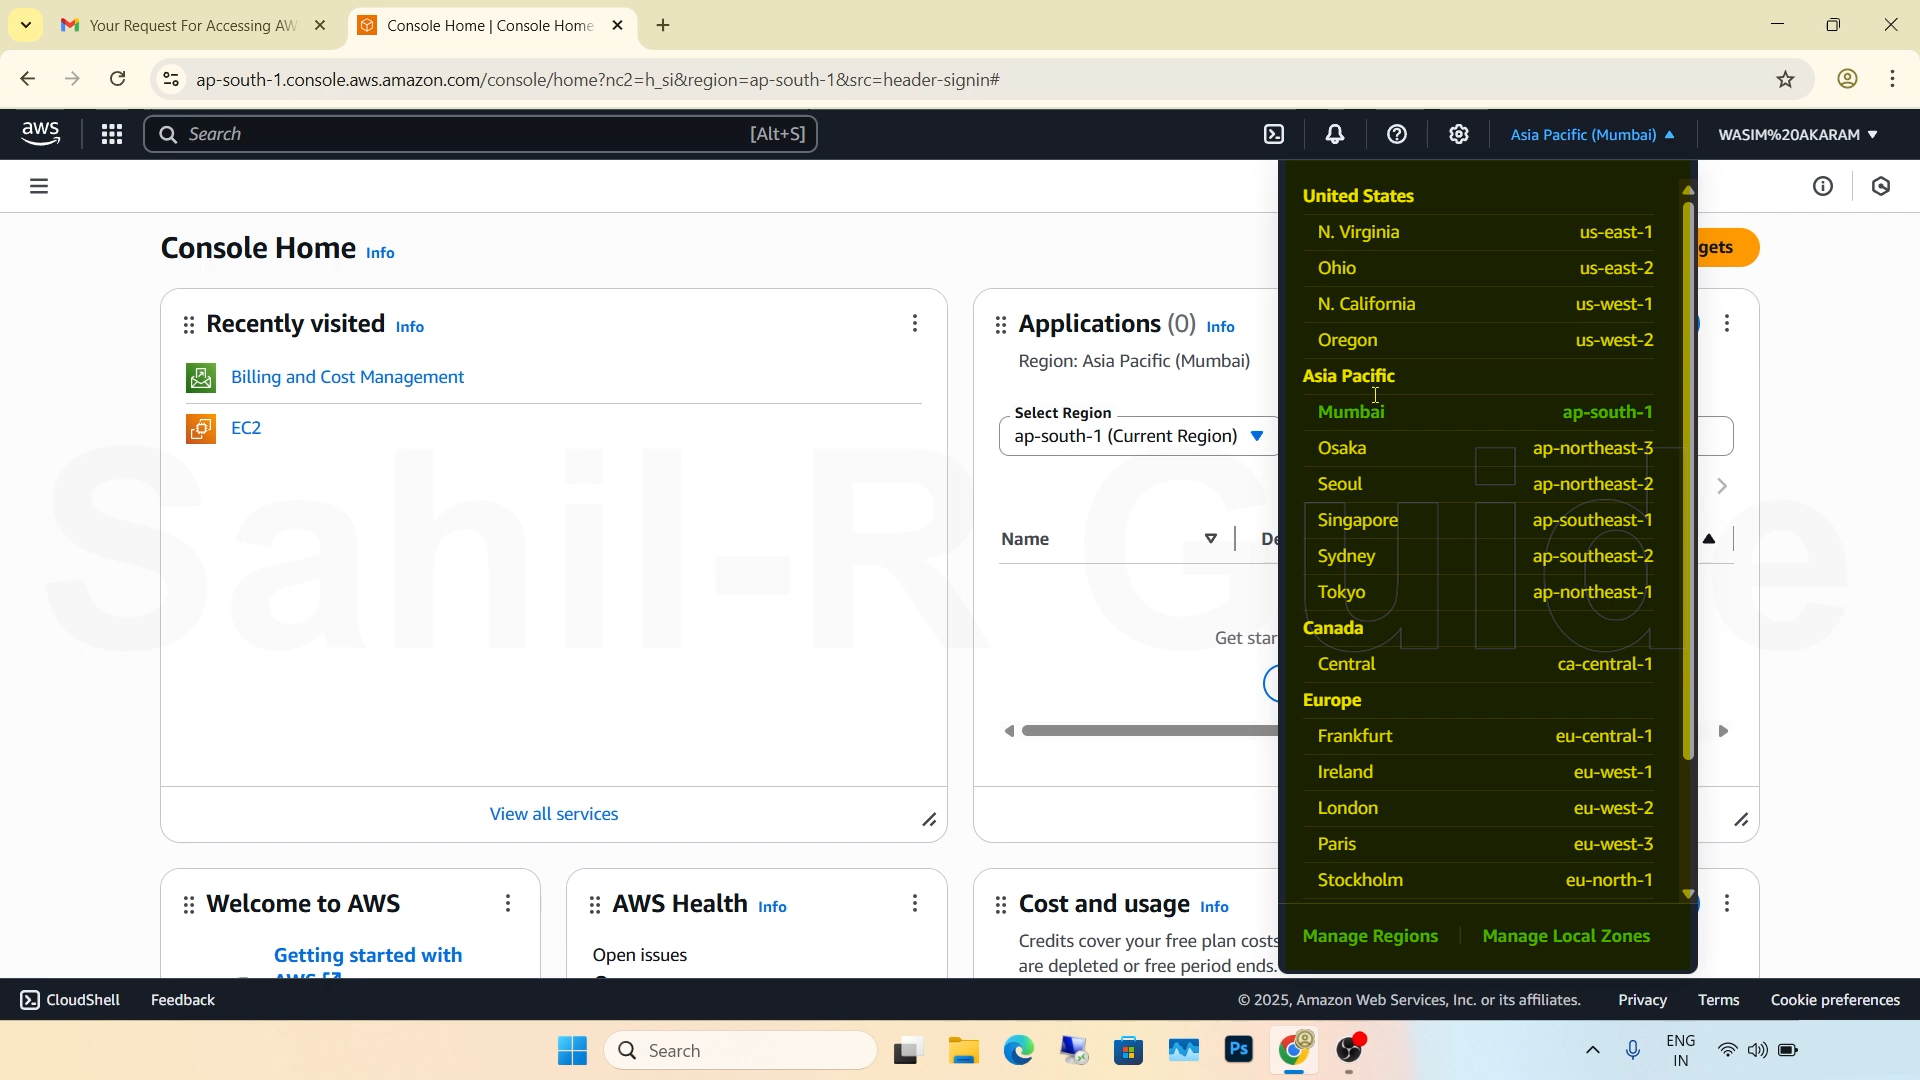 Your Request For Accessing AW
Console Home | Console Home
ap-south-1.console.aws.amazon.com/console/home?nc2=h_si&region=ap-south-1&src=header-signin#
aws
Search
[Alt+S]
Asia Pacific (Mumbai)
WASIM%20AKARAM
Console Home Info
gets
Recently visited Info
Billing and Cost Management
EC2
View all services
Applications (0) Info
Region: Asia Pacific (Mumbai)
Select Region
ap-south-1 (Current Region)
Name
De
Get star
United States
N. Virginia us-east-1
Ohio us-east-2
N. California us-west-1
Oregon us-west-2
Asia Pacific
Mumbai ap-south-1
Osaka ap-northeast-3
Seoul ap-northeast-2
Singapore ap-southeast-1
Sydney ap-southeast-2
Tokyo ap-northeast-1
Canada
Central ca-central-1
Europe
Frankfurt eu-central-1
Ireland eu-west-1
London eu-west-2
Paris eu-west-3
Stockholm eu-north-1
Manage Regions
Manage Local Zones
Sahil-R Guide
Welcome to AWS
Getting started with
AWS
AWS Health Info
Open issues
Cost and usage Info
Credits cover your free plan costs
are depleted or free period ends.
CloudShell
Feedback
© 2025, Amazon Web Services, Inc. or its affiliates.
Privacy
Terms
Cookie preferences
Search
Ps
ENG
IN